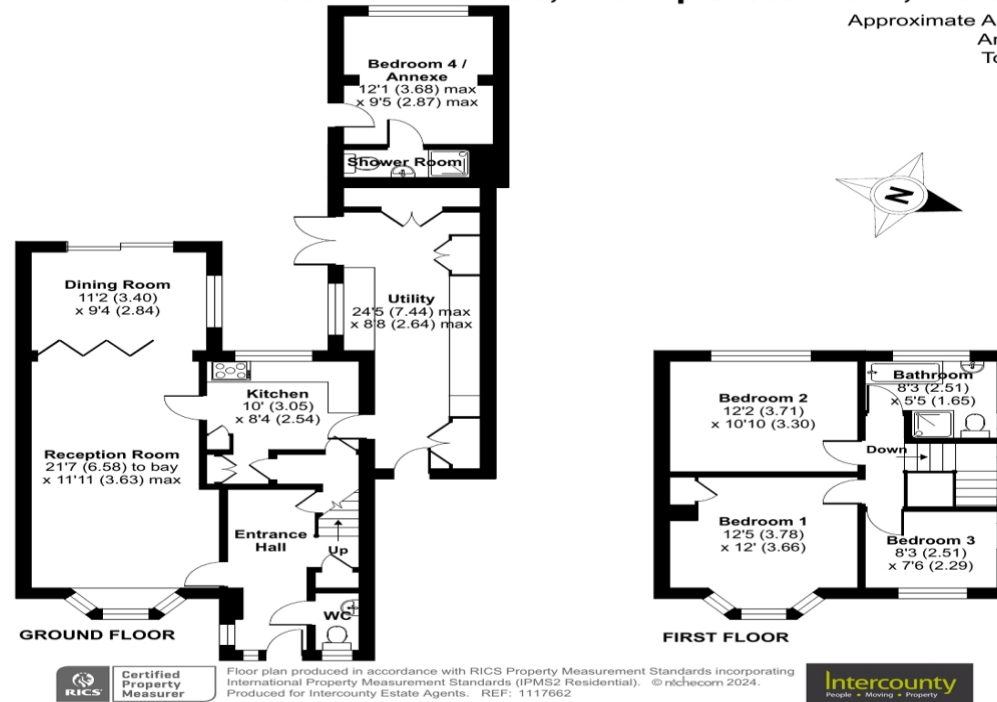 Approximate A
Ar
To
Bedroom 4 /
Annexe
12'1 (3.68) max
x 9'5 (2.87) max
Shower Room
N
Dining Room
11'2 (3.40)
x 9'4 (2.84)
Utility
24'5 (7.44) max
x 8'8 (2.64) max
Kitchen
10' (3.05)
x 8'4 (2.54)
Reception Room
21'7 (6.58) to bay
x 11'11 (3.63) max
Entrance
Hall
Up
WC
GROUND FLOOR
Bathroom
8'3 (2.51)
x 5'5 (1.65)
Bedroom 2
12'2 (3.71)
x 10'10 (3.30)
Down
Bedroom 1
12'5 (3.78)
x 12' (3.66)
Bedroom 3
8'3 (2.51)
x 7'6 (2.29)
FIRST FLOOR
RICS
Certified
Property
Measurer
Floor plan produced in accordance with RICS Property Measurement Standards incorporating
International Property Measurement Standards (IPMS2 Residential). © nichecom 2024.
Produced for Intercounty Estate Agents. REF: 1117662
Intercounty
People • Moving • Property